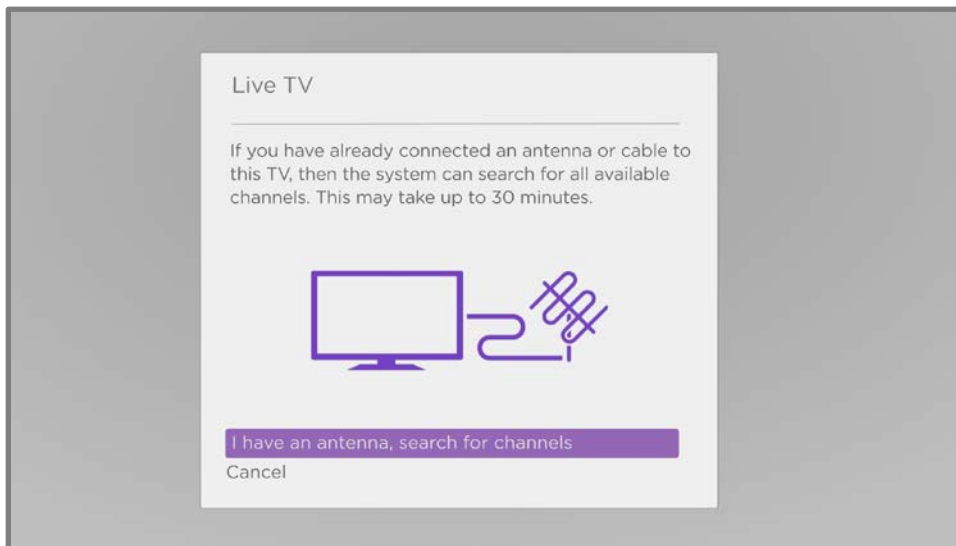 Live TV
If you have already connected an antenna or cable to
this TV, then the system can search for all available
channels. This may take up to 30 minutes.
I have an antenna, search for channels
Cancel